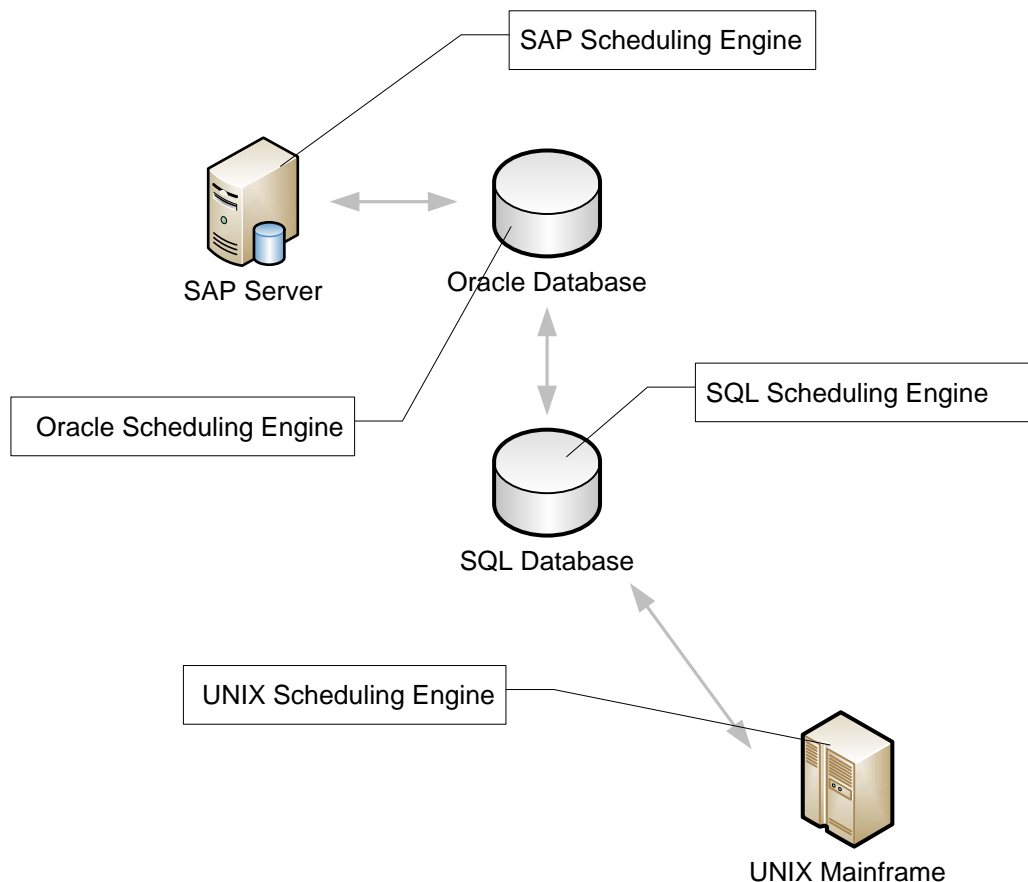 SAP Scheduling Engine
SAP Server
Oracle Database
SQL Scheduling Engine
Oracle Scheduling Engine
SQL Database
UNIX Scheduling Engine
UNIX Mainframe